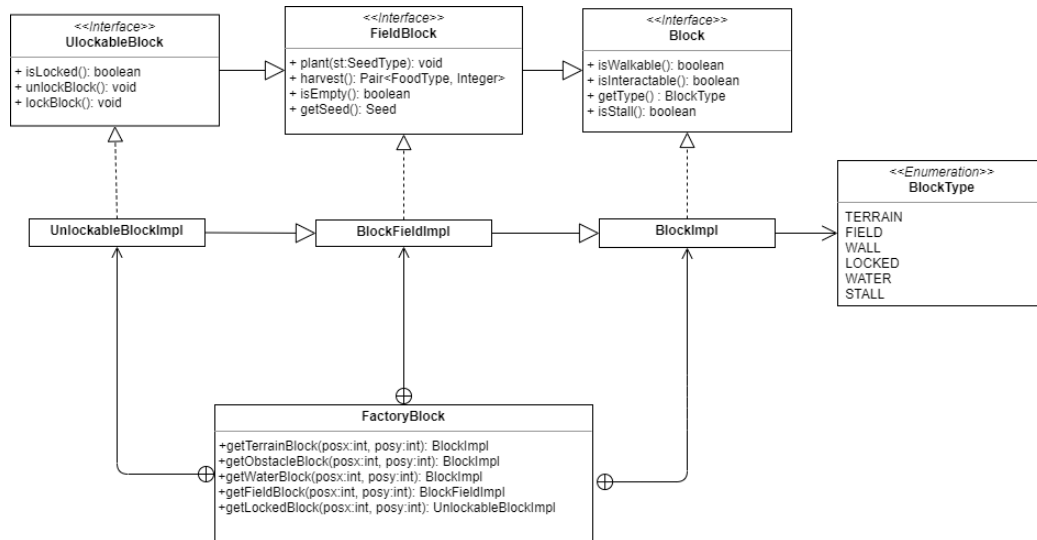 <<Interface>>
UlockableBlock
+ isLocked(): boolean
+ unlockBlock(): void
+ lockBlock(): void
<<Interface>>
FieldBlock
+ plant(st:SeedType): void
+ harvest(): Pair<FoodType, Integer>
+ isEmpty(): boolean
+ getSeed(): Seed
<<Interface>>
Block
+ isWalkable(): boolean
+ isInteractable(): boolean
+ getType() : BlockType
+ isStall(): boolean
UnlockableBlockImpl
BlockFieldImpl
BlockImpl
<<Enumeration>>
BlockType
TERRAIN
FIELD
WALL
LOCKED
WATER
STALL
FactoryBlock
+getTerrainBlock(posx:int, posy:int): BlockImpl
+getObstacleBlock(posx:int, posy:int): BlockImpl
+getWaterBlock(posx:int, posy:int): BlockImpl
+getFieldBlock(posx:int, posy:int): BlockFieldImpl
+getLockedBlock(posx:int, posy:int): UnlockableBlockImpl